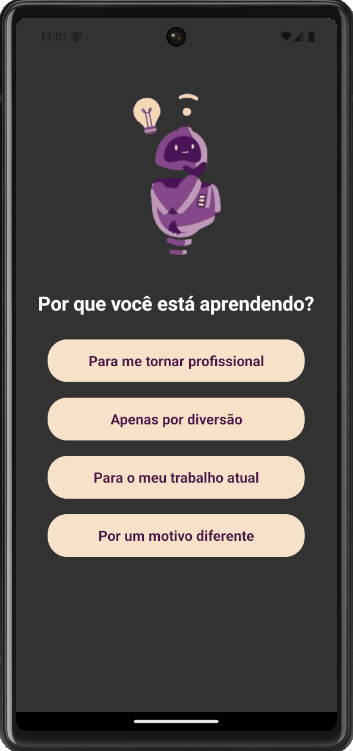 11:01
Por que você está aprendendo?
Para me tornar profissional
Apenas por diversão
Para o meu trabalho atual
Por um motivo diferente